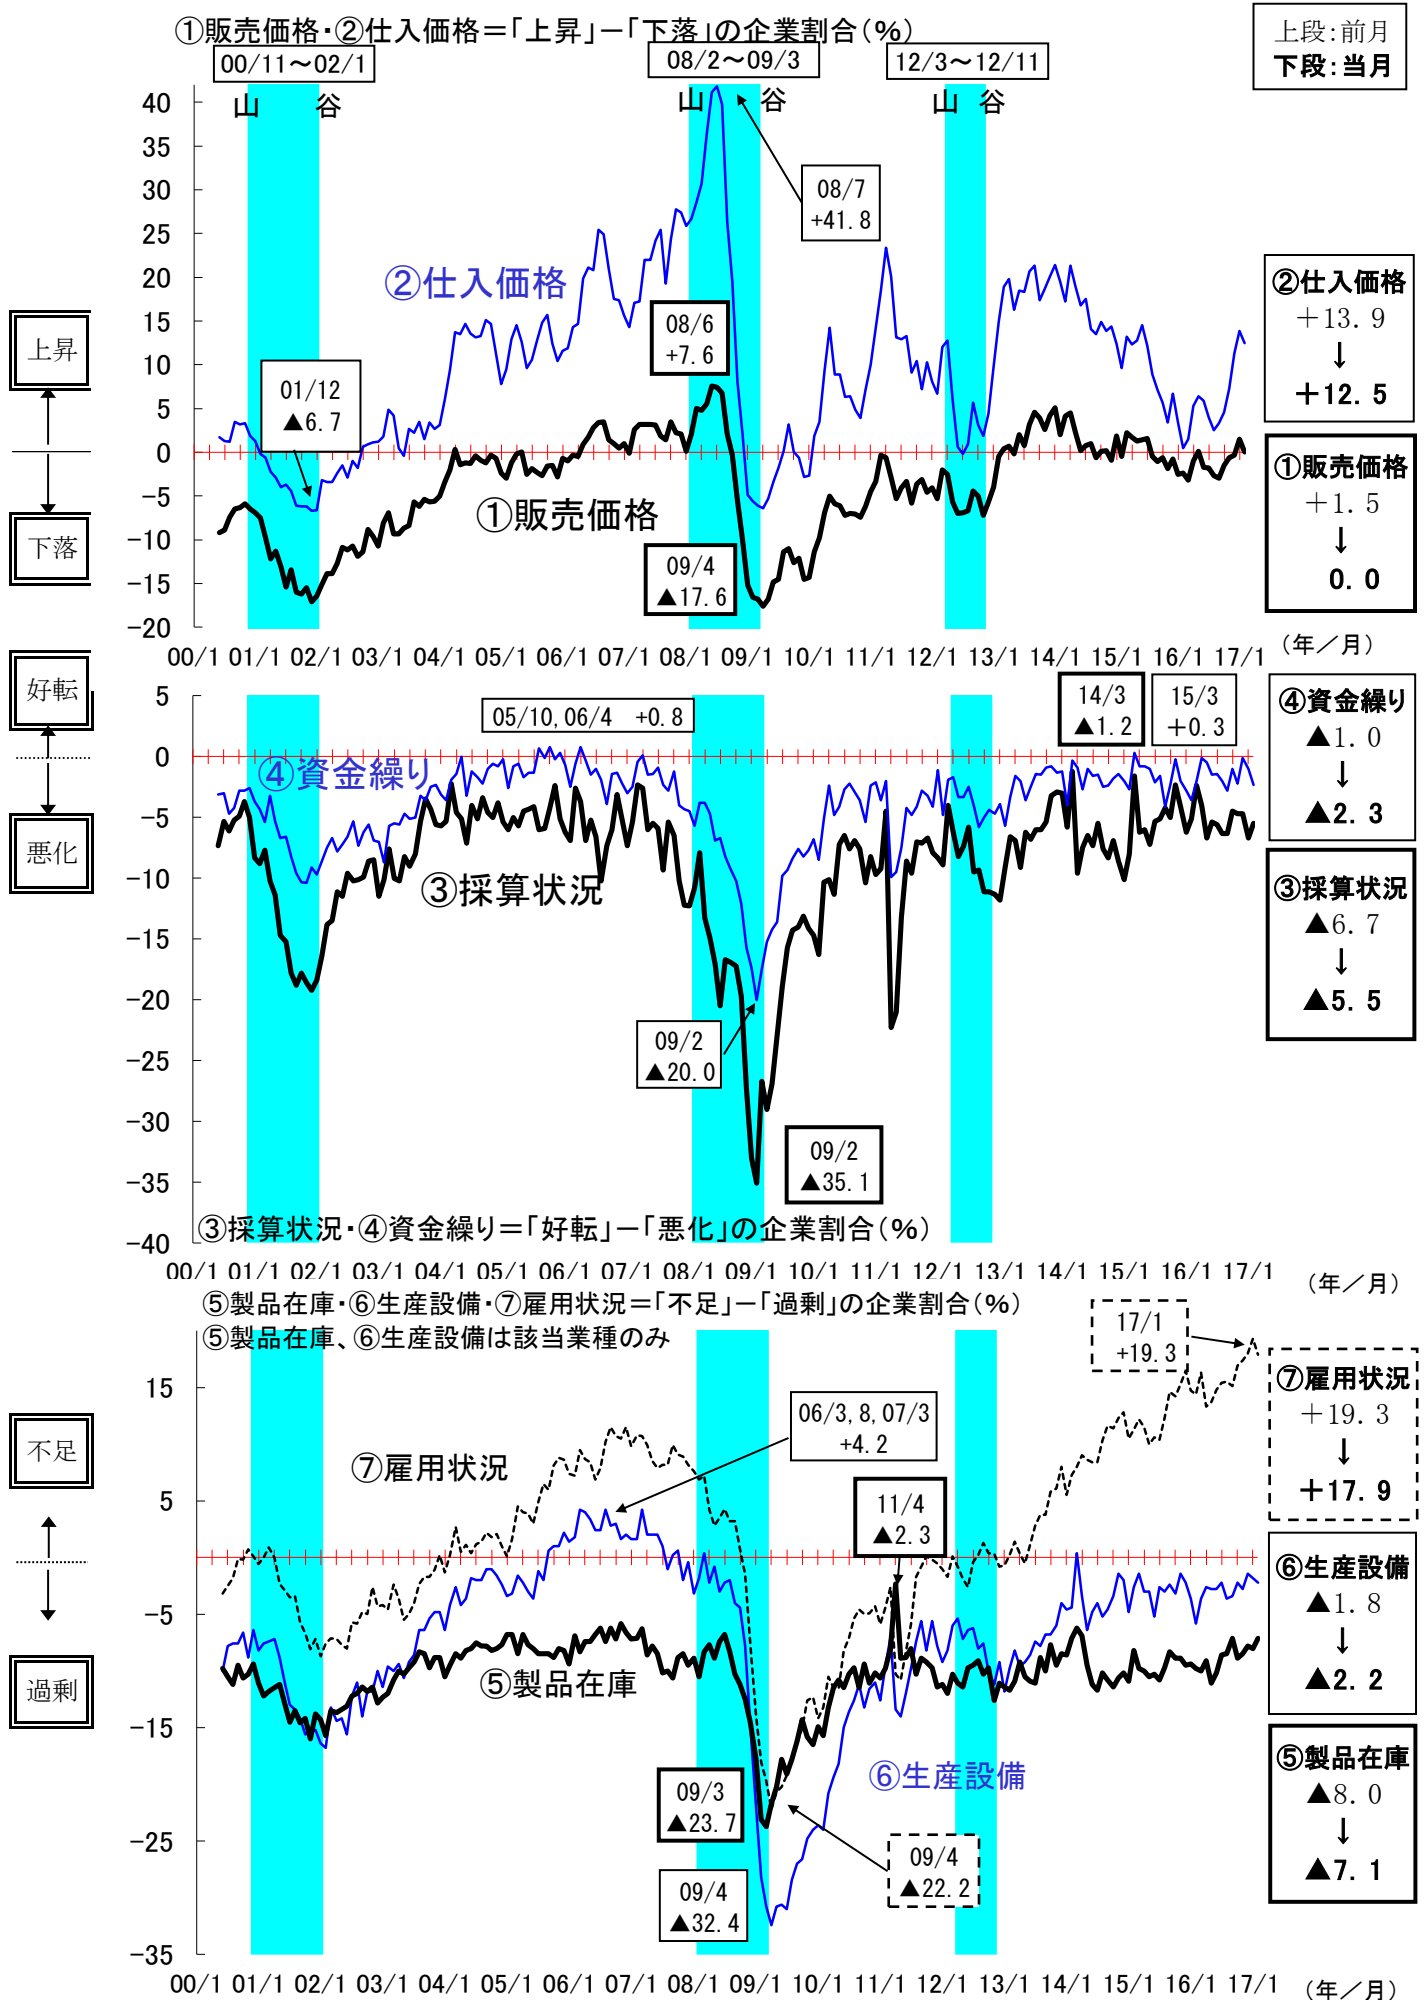 ①販売価格・②仕入価格＝「上昇」－「下落」の企業割合（％）
上段：前月
下段：当月
00/11～02/1
08/2～09/3
12/3～12/11
山 谷 山 谷 山 谷
40
35
30
25
20
15
10
5
0
-5
-10
-15
-20
08/7
+41.8
②仕入価格
08/6
+7.6
01/12
▲6.7
①販売価格
09/4
▲17.6
上昇
下落
②仕入価格
＋13.9
↓
＋12.5
①販売価格
＋1.5
↓
0.0
00/1 01/1 02/1 03/1 04/1 05/1 06/1 07/1 08/1 09/1 10/1 11/1 12/1 13/1 14/1 15/1 16/1 17/1
（年／月）
好転
悪化
5
0
-5
-10
-15
-20
-25
-30
-35
-40
05/10,06/4 +0.8
14/3
▲1.2
15/3
＋0.3
④資金繰り
③採算状況
09/2
▲20.0
09/2
▲35.1
④資金繰り
▲1.0
↓
▲2.3
③採算状況
▲6.7
↓
▲5.5
③採算状況・④資金繰り＝「好転」－「悪化」の企業割合（％）
00/1 01/1 02/1 03/1 04/1 05/1 06/1 07/1 08/1 09/1 10/1 11/1 12/1 13/1 14/1 15/1 16/1 17/1
（年／月）
⑤製品在庫・⑥生産設備・⑦雇用状況＝「不足」－「過剰」の企業割合（％）
⑤製品在庫、⑥生産設備は該当業種のみ
不足
過剰
15
5
-5
-15
-25
-35
17/1
+19.3
06/3,8,07/3
+4.2
⑦雇用状況
11/4
▲2.3
⑤製品在庫
⑥生産設備
09/3
▲23.7
09/4
▲22.2
09/4
▲32.4
⑦雇用状況
＋19.3
↓
＋17.9
⑥生産設備
▲1.8
↓
▲2.2
⑤製品在庫
▲8.0
↓
▲7.1
00/1 01/1 02/1 03/1 04/1 05/1 06/1 07/1 08/1 09/1 10/1 11/1 12/1 13/1 14/1 15/1 16/1 17/1
（年／月）